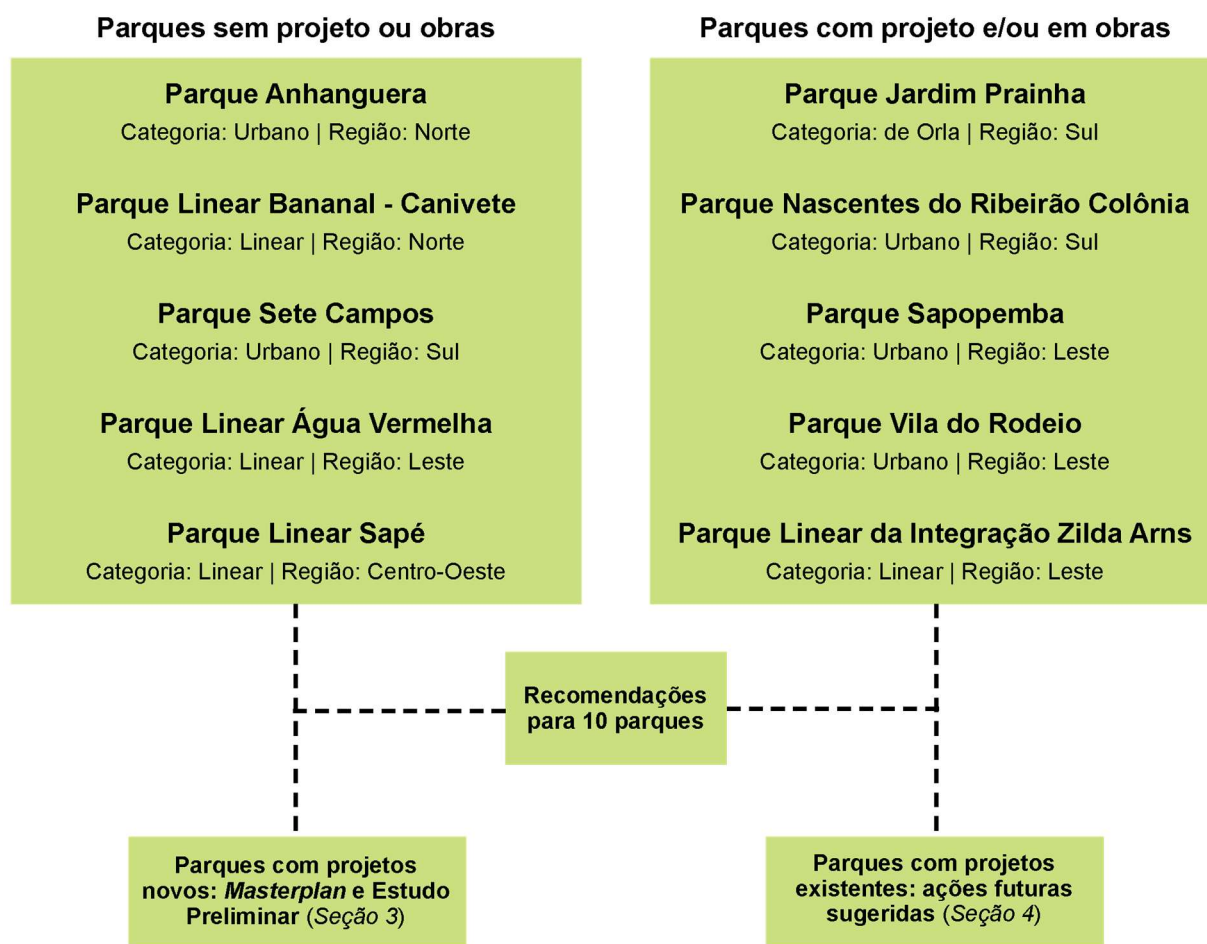 Parques sem projeto ou obras
Parque Anhanguera
Categoria: Urbano | Região: Norte
Parque Linear Bananal - Canivete
Categoria: Linear | Região: Norte
Parque Sete Campos
Categoria: Urbano | Região: Sul
Parque Linear Água Vermelha
Categoria: Linear | Região: Leste
Parque Linear Sapé
Categoria: Linear | Região: Centro-Oeste
Parques com projeto e/ou em obras
Parque Jardim Prainha
Categoria: de Orla | Região: Sul
Parque Nascentes do Ribeirão Colônia
Categoria: Urbano | Região: Sul
Parque Sapopemba
Categoria: Urbano | Região: Leste
Parque Vila do Rodeio
Categoria: Urbano | Região: Leste
Parque Linear da Integração Zilda Arns
Categoria: Linear | Região: Leste
Recomendações
para 10 parques
Parques com projetos
novos: Masterplan e Estudo
Preliminar (Seção 3)
Parques com projetos
existentes: ações futuras
sugeridas (Seção 4)